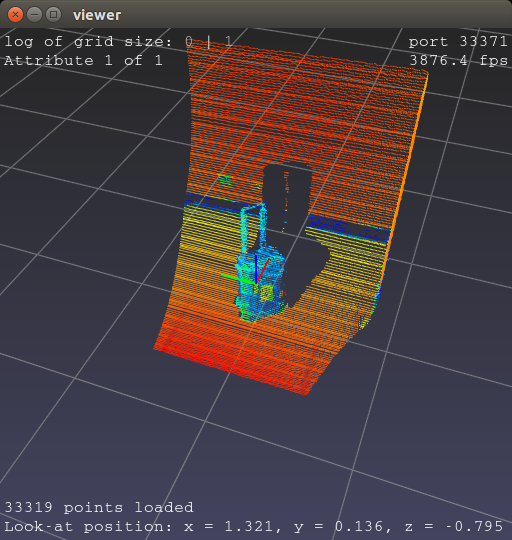 viewer
log of grid size: 0 | 1
port 33371
Attribute 1 of 1
3876.4 fps
33319 points loaded
Look-at position: x = 1.321, y = 0.136, z = -0.795